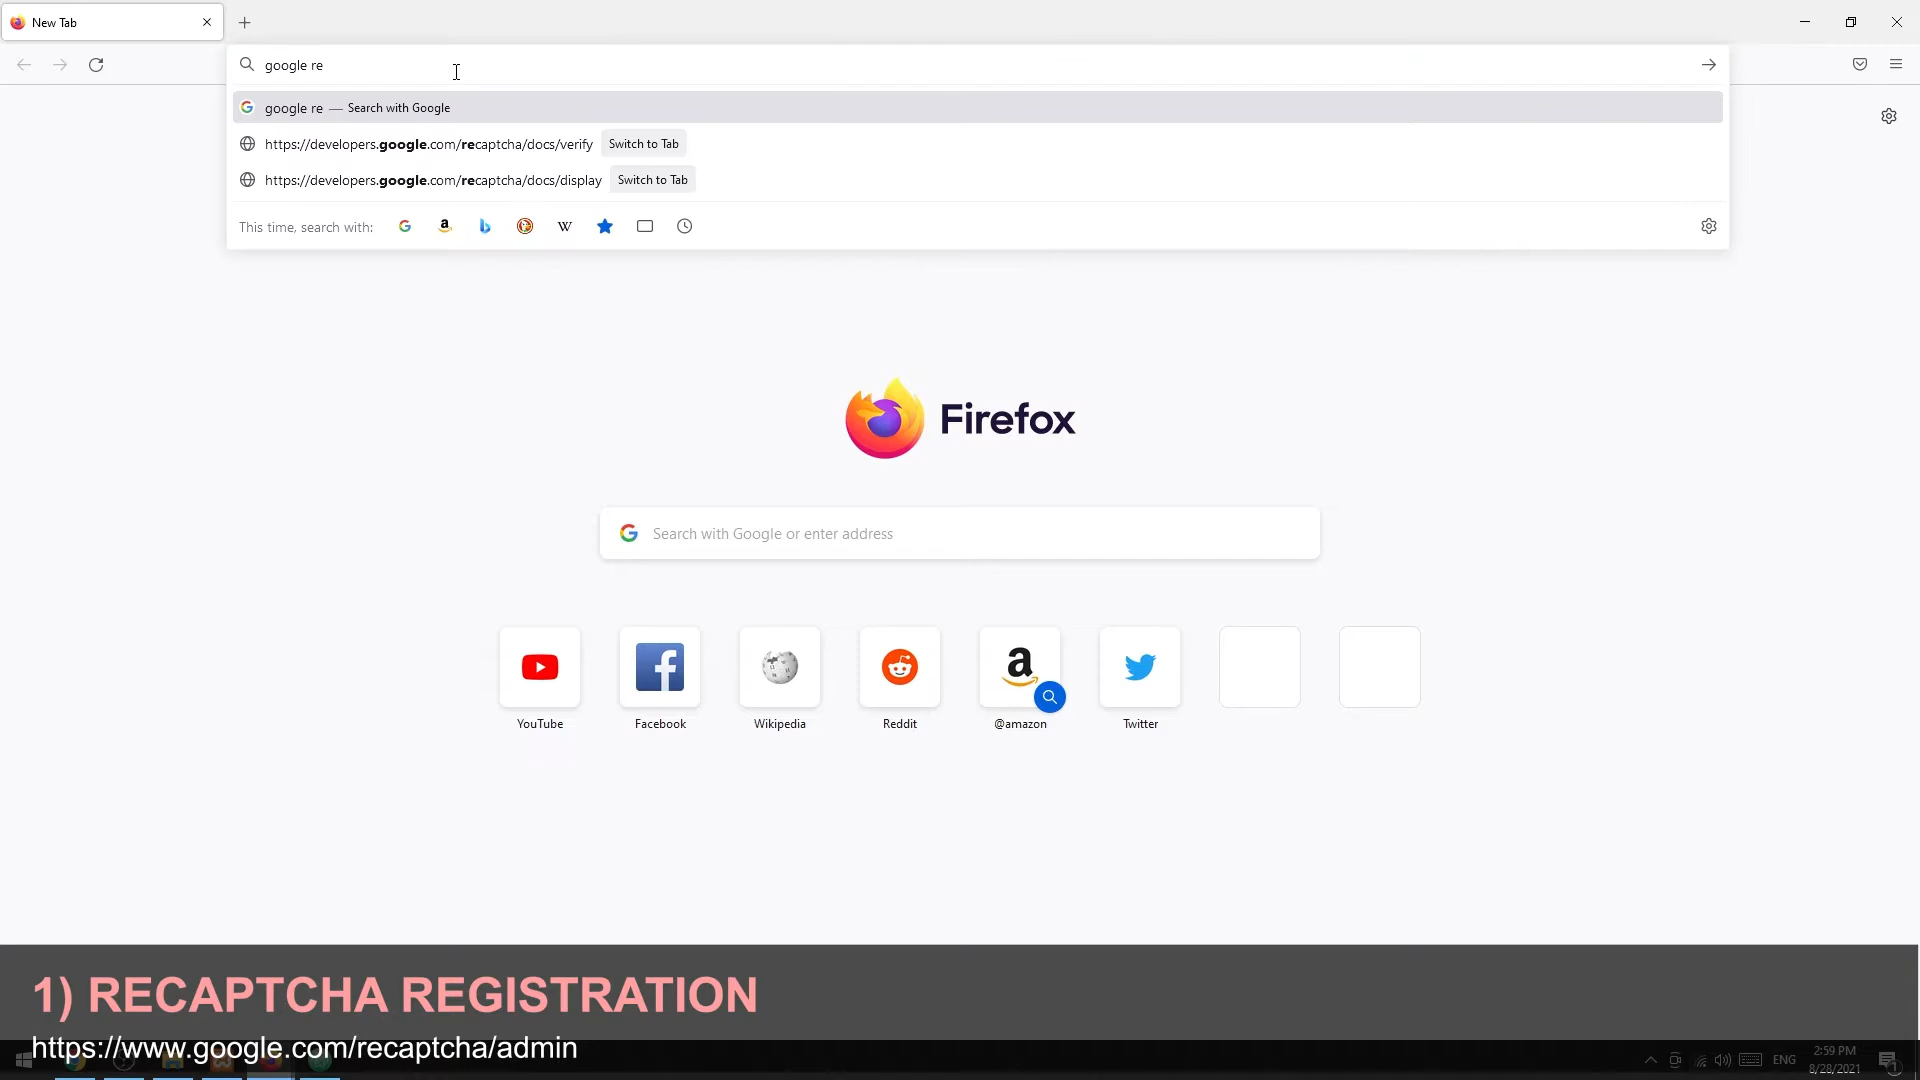 New Tab
google re
google re — Search with Google
https://developers.google.com/recaptcha/docs/verify Switch to Tab
https://developers.google.com/recaptcha/docs/display Switch to Tab
This time, search with:
Firefox
Search with Google or enter address
YouTube
Facebook
Wikipedia
Reddit
@amazon
Twitter
1) RECAPTCHA REGISTRATION
https://www.google.com/recaptcha/admin
ENG
2:59 PM
8/28/2021